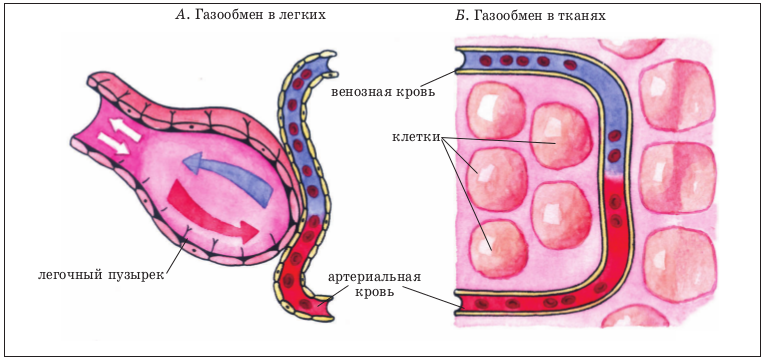 А. Газообмен в легких
Б. Газообмен в тканях
венозная кровь
клетки
легочный пузырек
артериальная
кровь